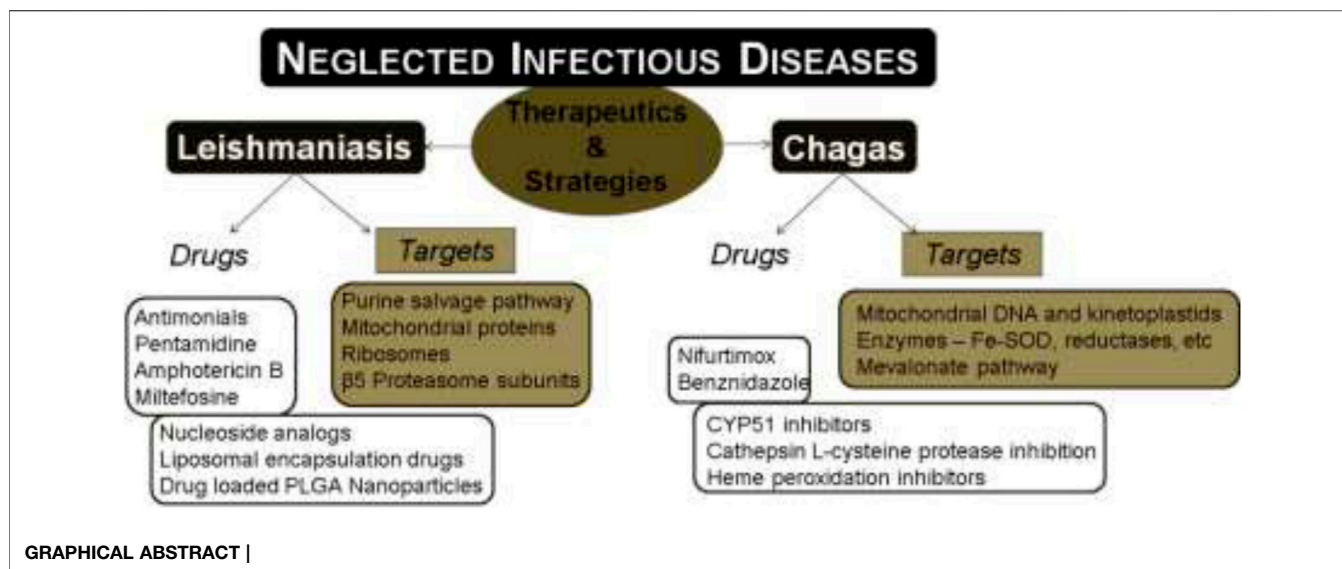 NEGLECTED INFECTIOUS DISEASES
Therapeutics
&
Strategies
Leishmaniasis
Chagas
Drugs
Targets
Antimonials
Pentamidine
Amphotericin B
Miltefosine
Purine salvage pathway
Mitochondrial proteins
Ribosomes
β5 Proteasome subunits
Nucleoside analogs
Liposomal encapsulation drugs
Drug loaded PLGA Nanoparticles
Drugs
Targets
Nifurtimox
Benznidazole
Mitochondrial DNA and kinetoplastids
Enzymes – Fe-SOD, reductases, etc
Mevalonate pathway
CYP51 inhibitors
Cathepsin L-cysteine protease inhibition
Heme peroxidation inhibitors
GRAPHICAL ABSTRACT |